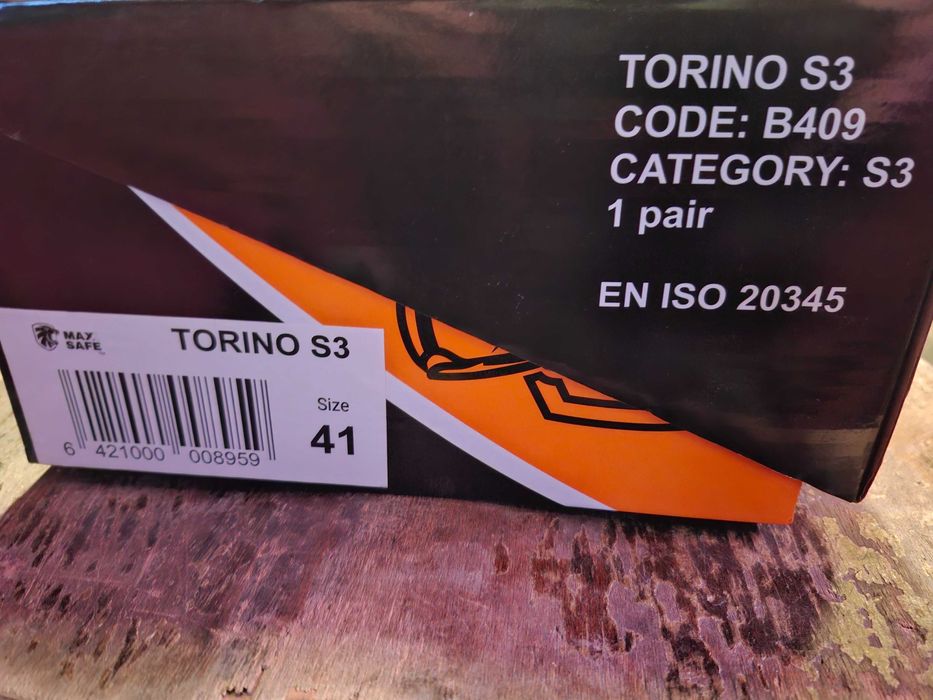 TORINO S3
CODE: B409
CATEGORY: S3
1 pair
EN ISO 20345
MAX SAFE
TORINO S3
Size
41
6 421000 008959